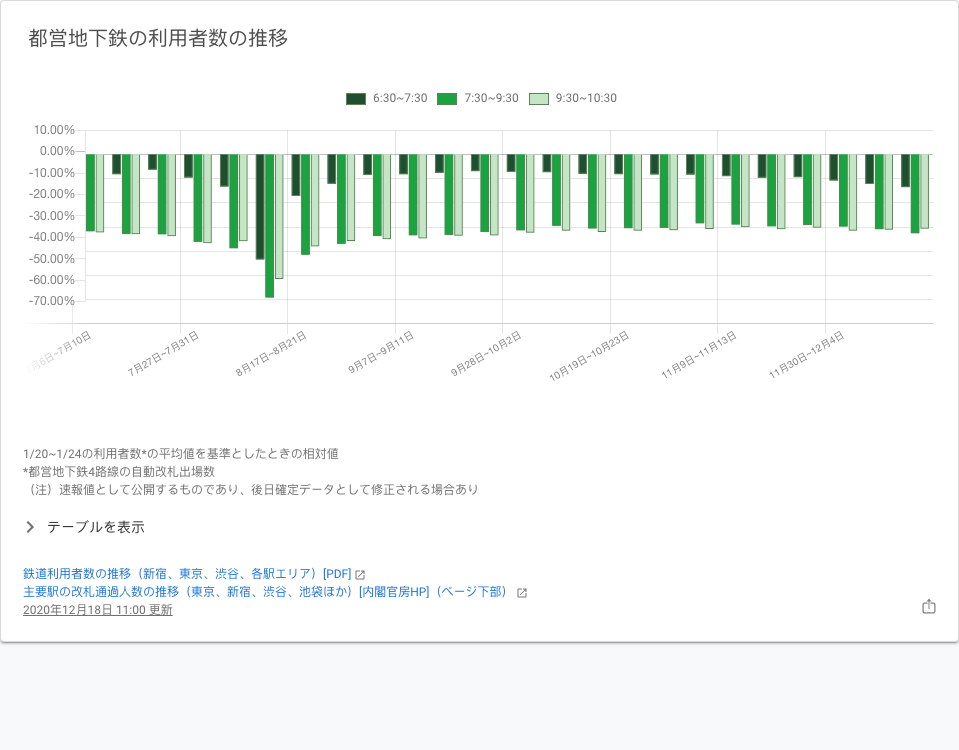 都営地下鉄の利用者数の推移
6:30~7:30 7:30~9:30 9:30~10:30
10.00%
0.00%
-10.00%
-20.00%
-30.00%
-40.00%
-50.00%
-60.00%
-70.00%
7月6日~7月10日 7月27日~7月31日 8月17日~8月21日 9月7日~9月11日 9月28日~10月2日 10月19日~10月23日 11月9日~11月13日 11月30日~12月4日
1/20~1/24の利用者数*の平均値を基準としたときの相対値
*都営地下鉄4路線の自動改札出場数
（注）速報値として公開するものであり、後日確定データとして修正される場合あり
テーブルを表示
鉄道利用者数の推移（新宿、東京、渋谷、各駅エリア）[PDF]
主要駅の改札通過人数の推移（東京、新宿、渋谷、池袋ほか）[内閣官房HP]（ページ下部）
2020年12月18日 11:00 更新